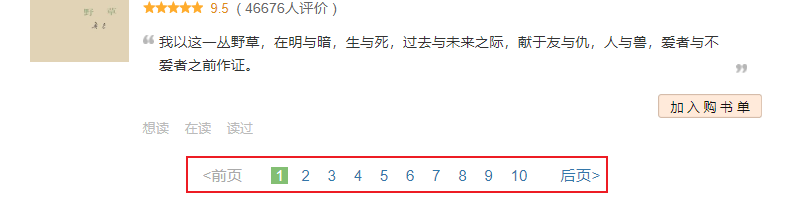 野 草
9.5 ( 46676人评价 )
我以这一丛野草，在明与暗，生与死，过去与未来之际，献于友与仇，人与兽，爱者与不
爱者之前作证。
加入购书单
想读 在读 读过
<前页 1 2 3 4 5 6 7 8 9 10 后页>